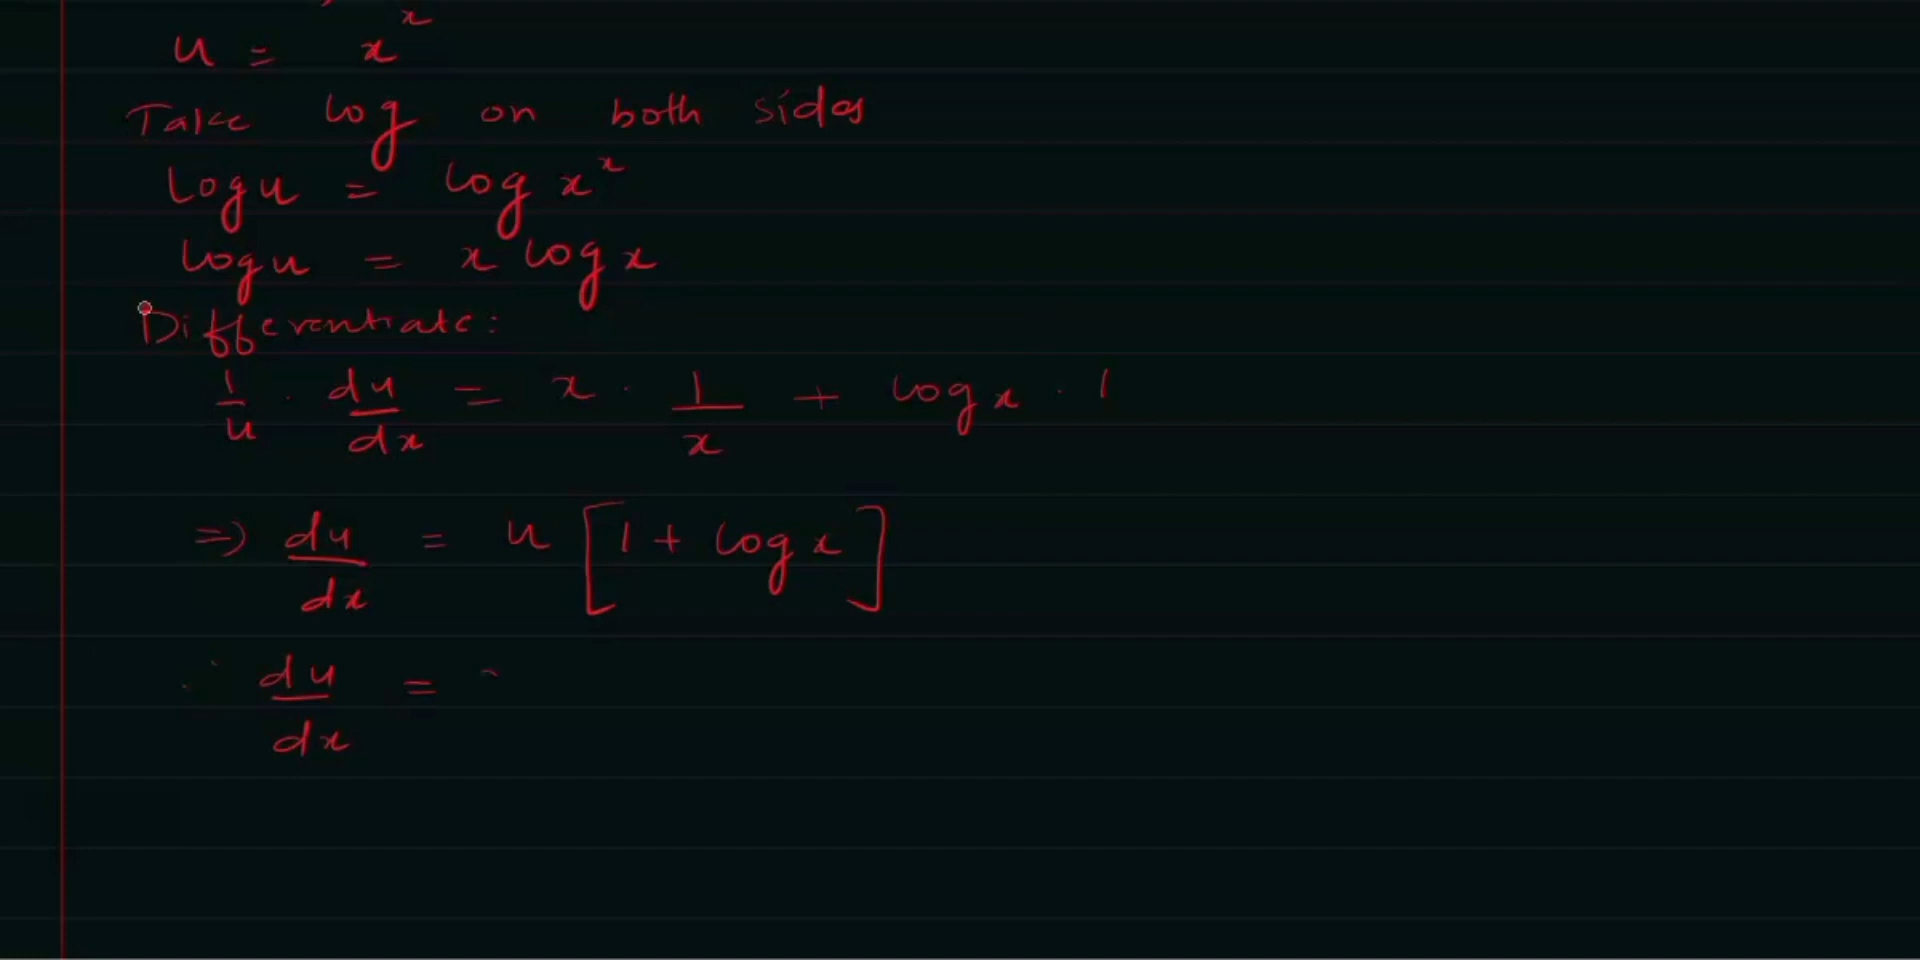 u = x^x
Take log on both sides
log u = log x^x
log u = x log x
Differentiate:
1/u · du/dx = x · 1/x + log x · 1
⇒ du/dx = u [1 + log x]
∴ du/dx =